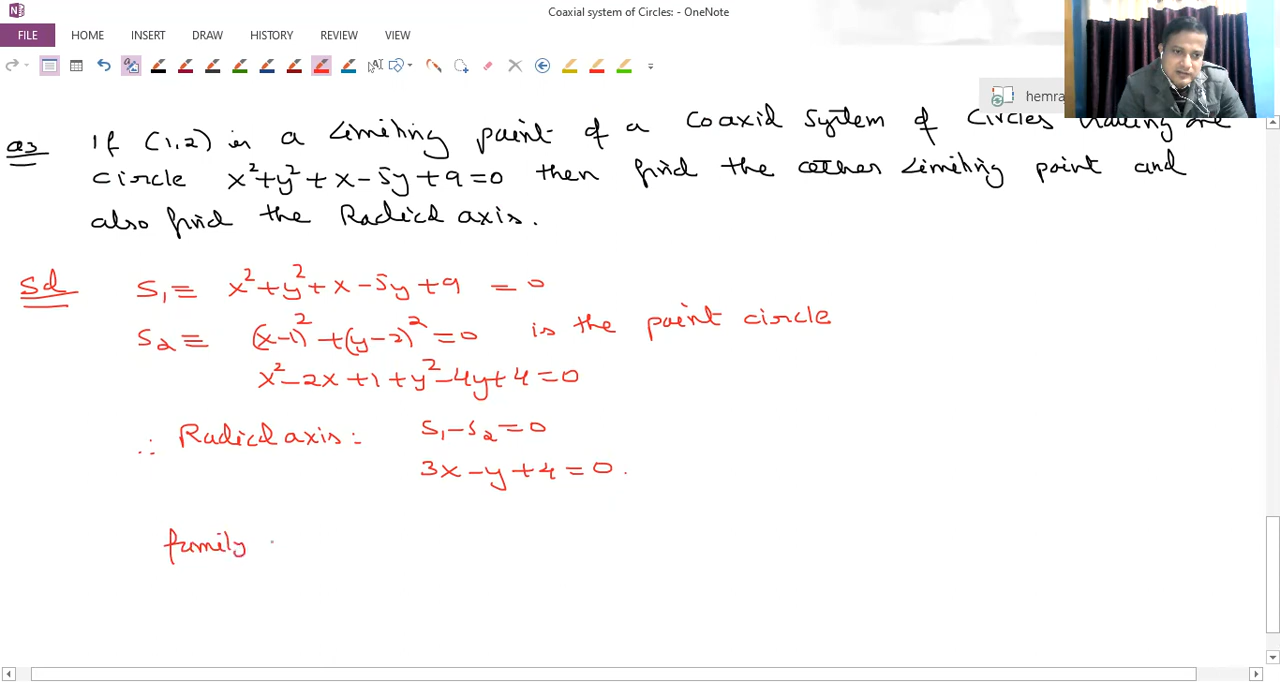 Coaxial system of Circles: - OneNote
FILE HOME INSERT DRAW HISTORY REVIEW VIEW
hemra
Q3 If (1,2) is a Limiting point of a Coaxial System of Circles Having one
circle x²+y²+x-5y+9=0 then find the other Limiting point and
also find the Radical axis.
Sol S₁≡ x²+y²+x-5y+9 =0
S₂≡ (x-1)²+(y-2)²=0 is the point circle
x²-2x+1+y²-4y+4=0
∴ Radical axis: S₁-S₂=0
3x-y+4=0.
family